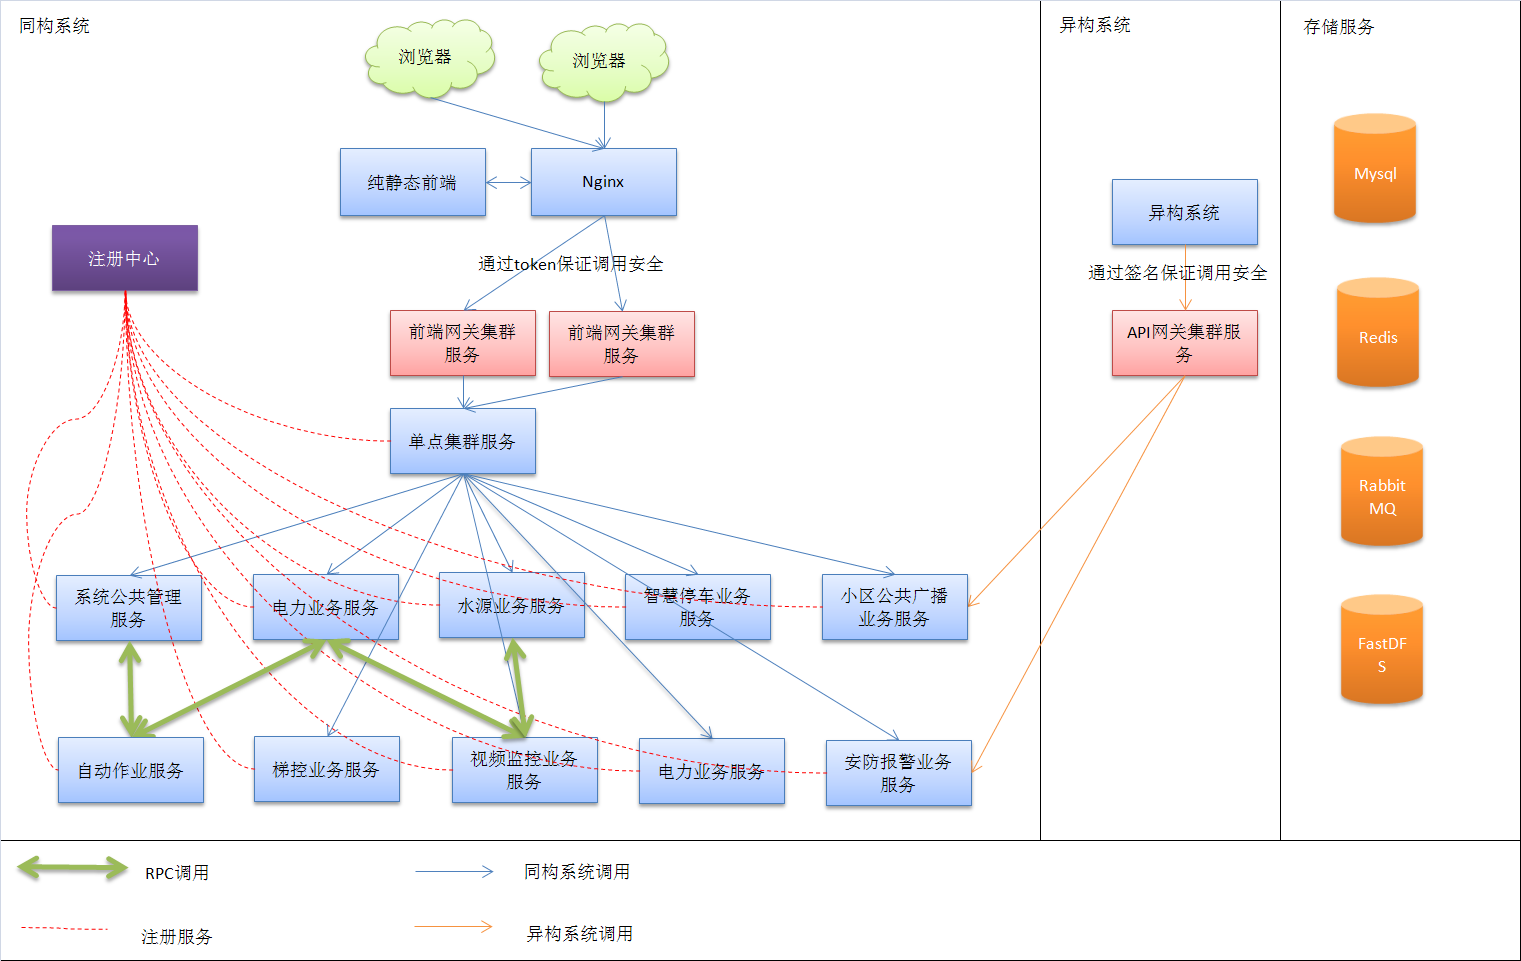 同构系统
异构系统
存储服务
浏览器
浏览器
纯静态前端
Nginx
Mysql
异构系统
注册中心
通过token保证调用安全
通过签名保证调用安全
前端网关集群
服务
前端网关集群
服务
API网关集群服
务
Redis
单点集群服务
Rabbit
MQ
系统公共管理
服务
电力业务服务
水源业务服务
智慧停车业务
服务
小区公共广播
业务服务
FastDF
S
自动作业服务
梯控业务服务
视频监控业务
服务
电力业务服务
安防报警业务
服务
RPC调用
同构系统调用
注册服务
异构系统调用